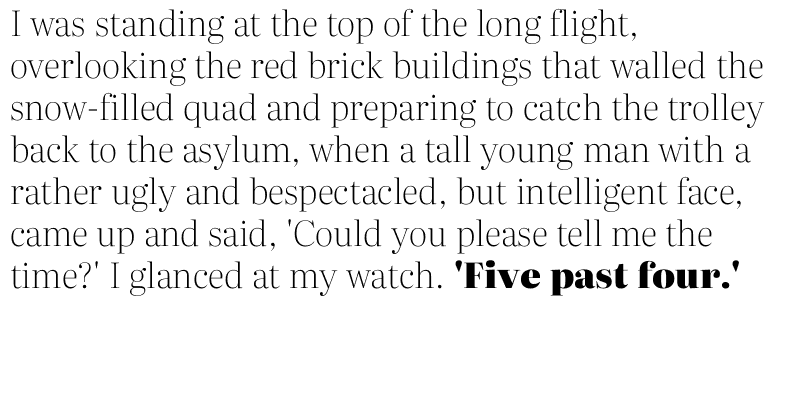 I was standing at the top of the long flight,
overlooking the red brick buildings that walled the
snow-filled quad and preparing to catch the trolley
back to the asylum, when a tall young man with a
rather ugly and bespectacled, but intelligent face,
came up and said, 'Could you please tell me the
time?' I glanced at my watch. 'Five past four.'